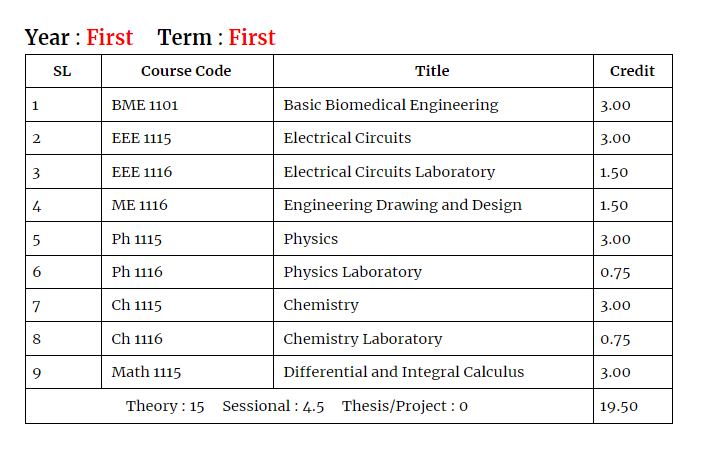 Year : First Term : First
SL Course Code Title Credit
1 BME 1101 Basic Biomedical Engineering 3.00
2 EEE 1115 Electrical Circuits 3.00
3 EEE 1116 Electrical Circuits Laboratory 1.50
4 ME 1116 Engineering Drawing and Design 1.50
5 Ph 1115 Physics 3.00
6 Ph 1116 Physics Laboratory 0.75
7 Ch 1115 Chemistry 3.00
8 Ch 1116 Chemistry Laboratory 0.75
9 Math 1115 Differential and Integral Calculus 3.00
Theory : 15 Sessional : 4.5 Thesis/Project : 0 19.50